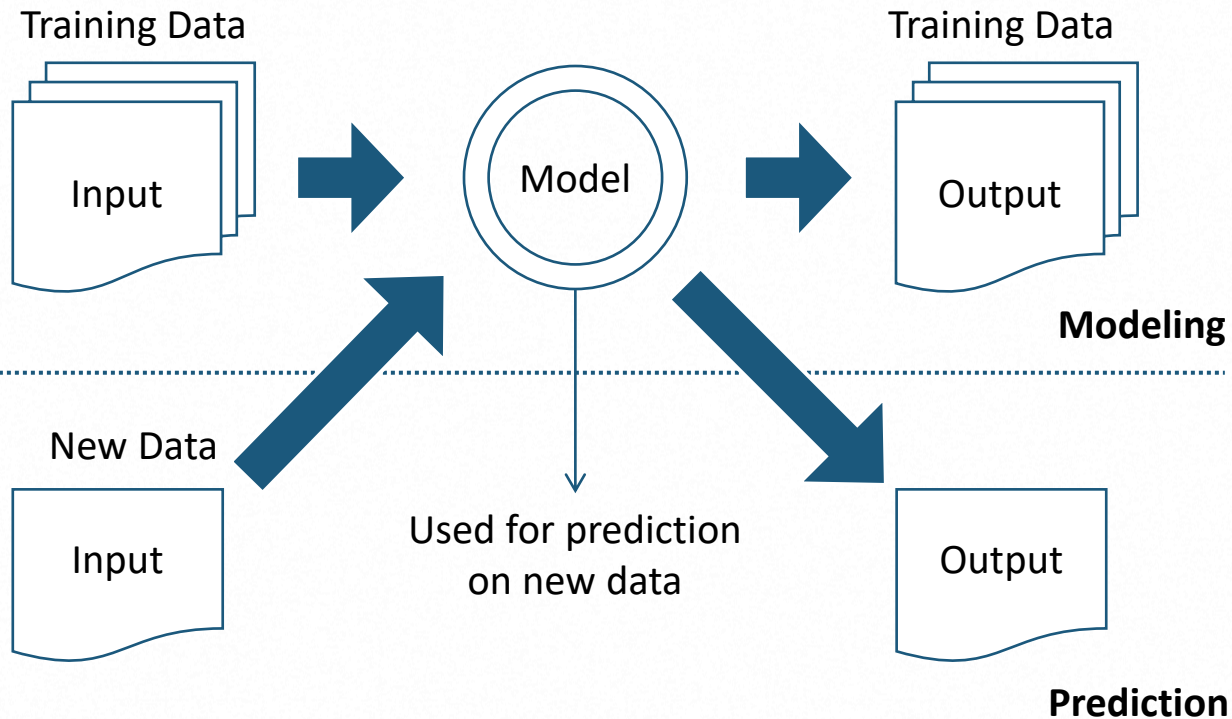 Training Data
Training Data
Input
Model
Output
Modeling
New Data
Input
Used for prediction
on new data
Output
Prediction